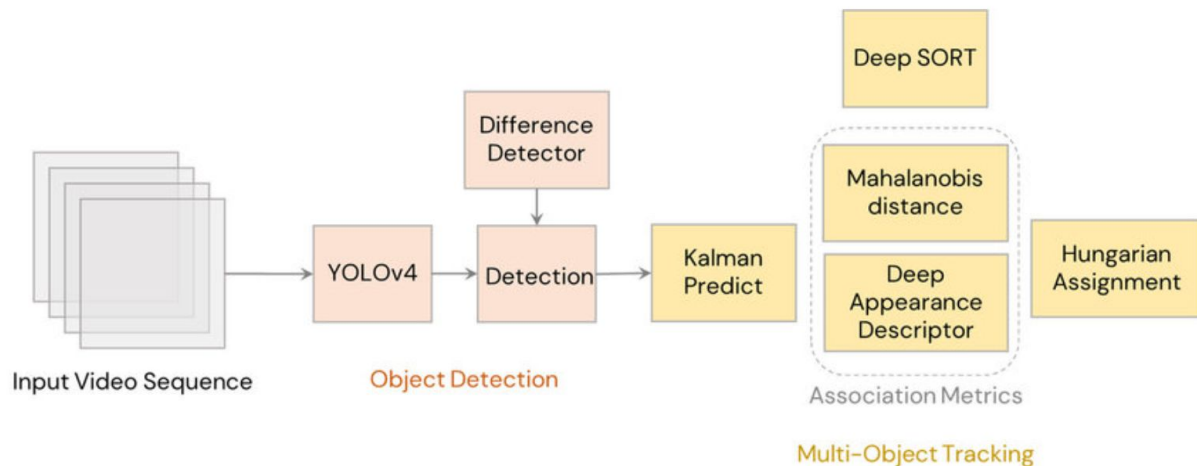 Deep SORT
Difference
Detector
Mahalanobis
distance
YOLOv4
Detection
Kalman
Predict
Deep
Appearance
Descriptor
Hungarian
Assignment
Input Video Sequence
Object Detection
Association Metrics
Multi-Object Tracking